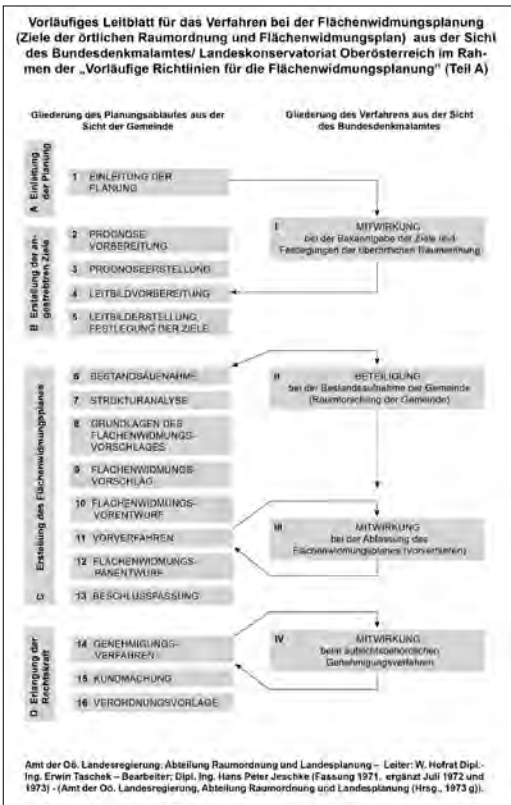 Vorläufiges Leitblatt für das Verfahren bei der Flächenwidmungsplanung
(Ziele der örtlichen Raumordnung und Flächenwidmungsplan) aus der Sicht
des Bundesdenkmalamtes/ Landeskonservatoriat Oberösterreich im Rah-
men der „Vorläufige Richtlinien für die Flächenwidmungsplanung" (Teil A)
Gliederung des Planungsablaufes aus der
Sicht der Gemeinde
Gliederung des Verfahrens aus der Sicht
des Bundesdenkmalamtes
A Einleitung
der Planung
1 EINLEITUNG DER
PLANUNG
B Erstellung der an-
gestrebten Ziele
2 PROGNOSE
VORBEREITUNG
3 PROGNOSEERSTELLUNG
4 LEITBILDVORBEREITUNG
5 LEITBILDERSTELLUNG,
FESTLEGUNG DER ZIELE
I MITWIRKUNG
bei der Bekanntgabe der Ziele und
Festlegungen der überörtlichen Raumordnung
C Erstellung des Flächenwidmungsplanes
6 BESTANDSAUFNAHME
7 STRUKTURANALYSE
8 GRUNDLAGEN DES
FLÄCHENWIDMUNGS-
VORSCHLAGES
9 FLÄCHENWIDMUNGS-
VORSCHLAG
10 FLÄCHENWIDMUNGS-
VORENTWURF
11 VORVERFAHREN
12 FLÄCHENWIDMUNGS-
PANENTWURF
13 BESCHLUSSFASSUNG
II BETEILIGUNG
bei der Bestandsaufnahme der Gemeinde
(Raumforschung der Gemeinde)
III MITWIRKUNG
bei der Abfassung des
Flächenwidmungsplanes (Vorverfahren)
D Erlangung der
Rechtskraft
14 GENEHMIGUNGS-
VERFAHREN
15 KUNDMACHUNG
16 VERORDNUNGSVORLAGE
IV MITWIRKUNG
beim aufsichtsbehördlichen
Genehmigungsverfahren
Amt der Oö. Landesregierung: Abteilung Raumordnung und Landesplanung – Leiter: W. Hofrat Dipl.-
Ing. Erwin Taschek – Bearbeiter: Dipl. Ing. Hans Peter Jeschke (Fassung 1971, ergänzt Juli 1972 und
1973) - (Amt der Oö. Landesregierung, Abteilung Raumordnung und Landesplanung (Hrsg., 1973 g)).